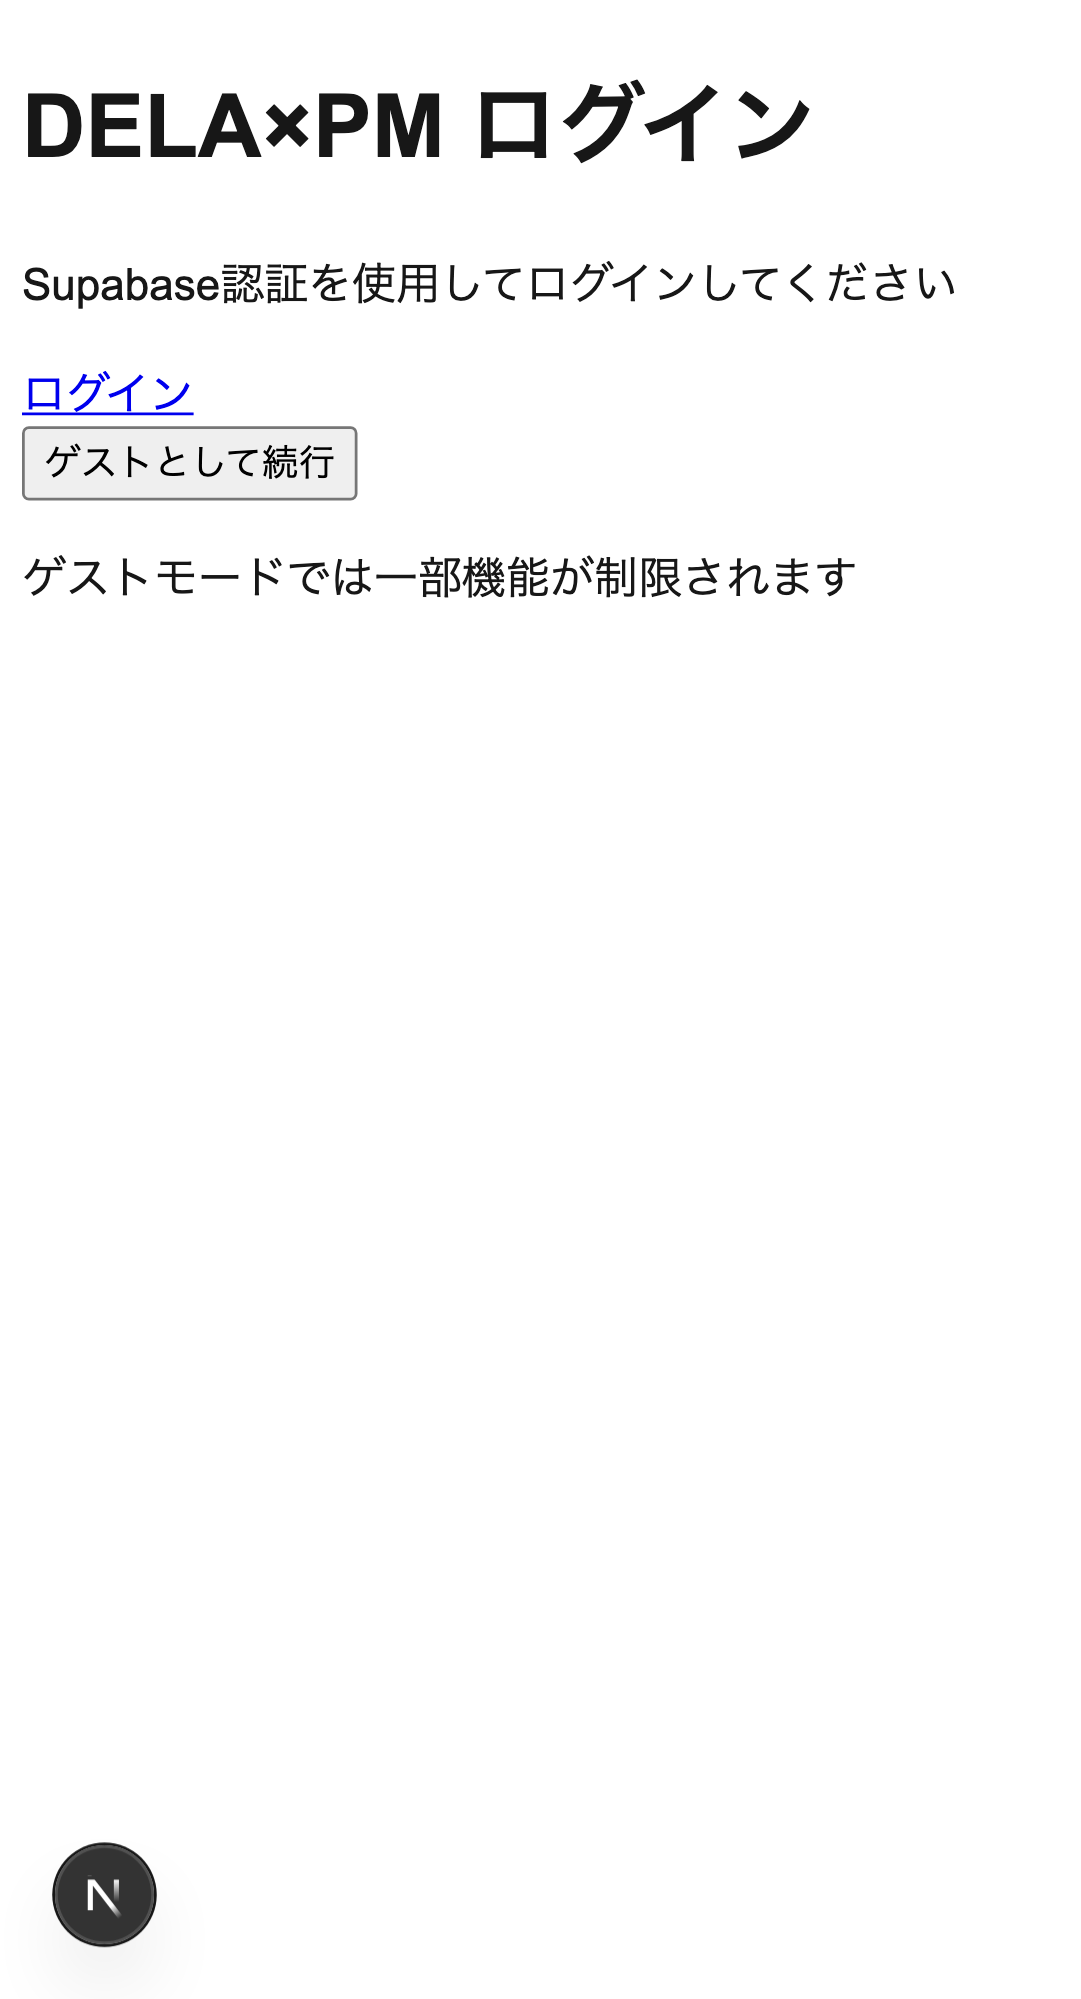 DELA×PM ログイン
Supabase認証を使用してログインしてください
ログイン
ゲストとして続行
ゲストモードでは一部機能が制限されます
N